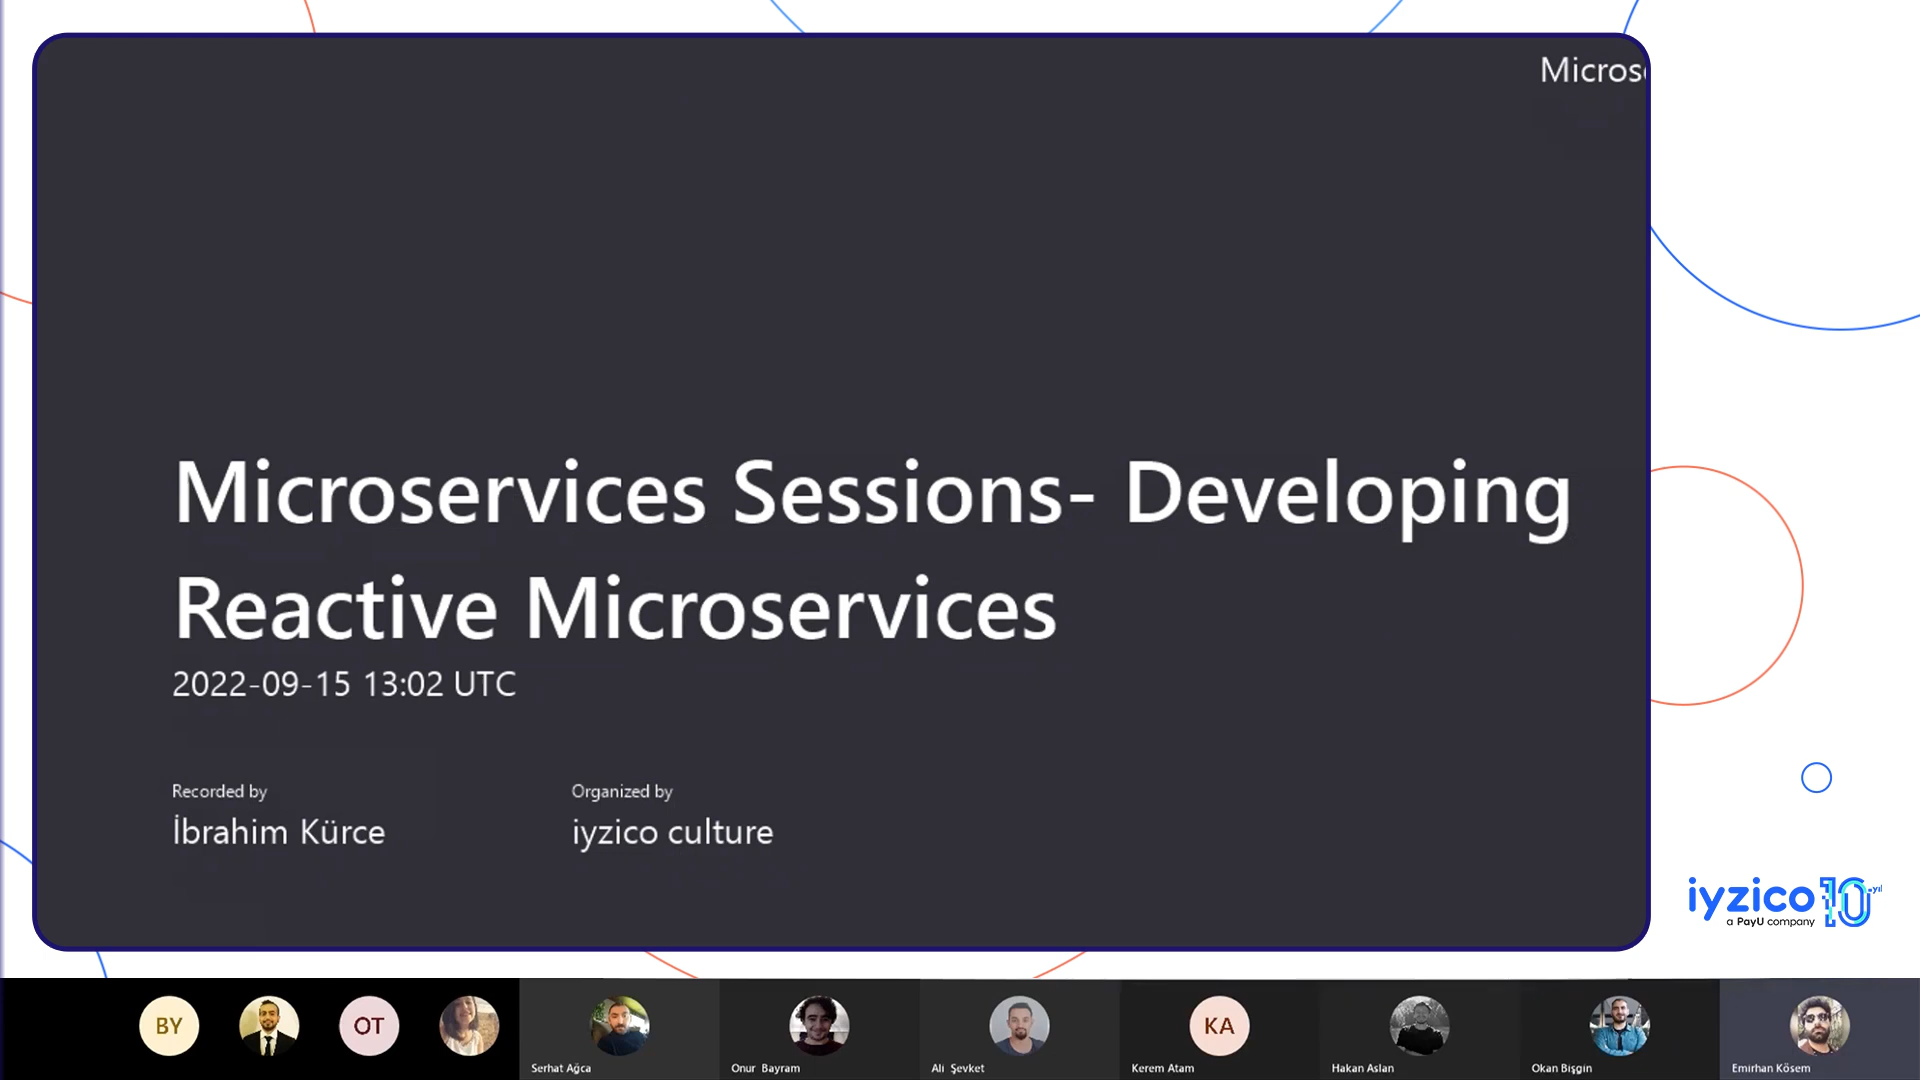 Micros
Microservices Sessions- Developing
Reactive Microservices
2022-09-15 13:02 UTC
Recorded by
İbrahim Kürce
Organized by
iyzico culture
iyzico 10.yıl
a PayU company
BY
OT
KA
Serhat Ağca
Onur Bayram
Ali Şevket
Kerem Atam
Hakan Aslan
Okan Bişgin
Emirhan Kösem